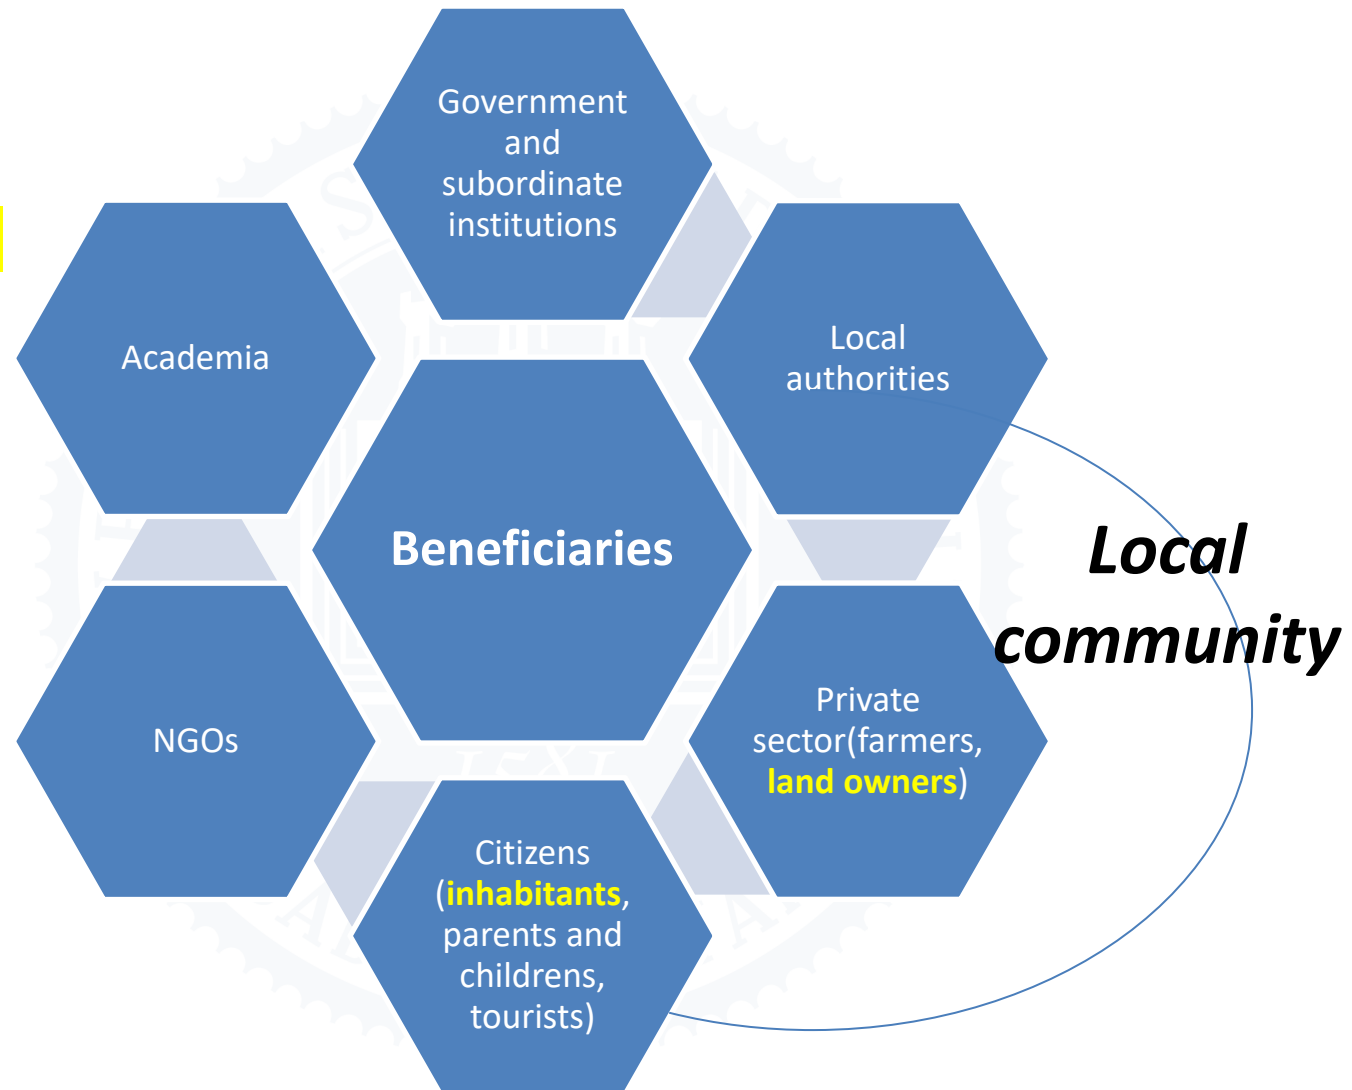 Government
and
subordinate
institutions
Academia
Local
authorities
Beneficiaries
Local
community
NGOs
Private
sector(farmers,
land owners)
Citizens
(inhabitants,
parents and
childrens,
tourists)